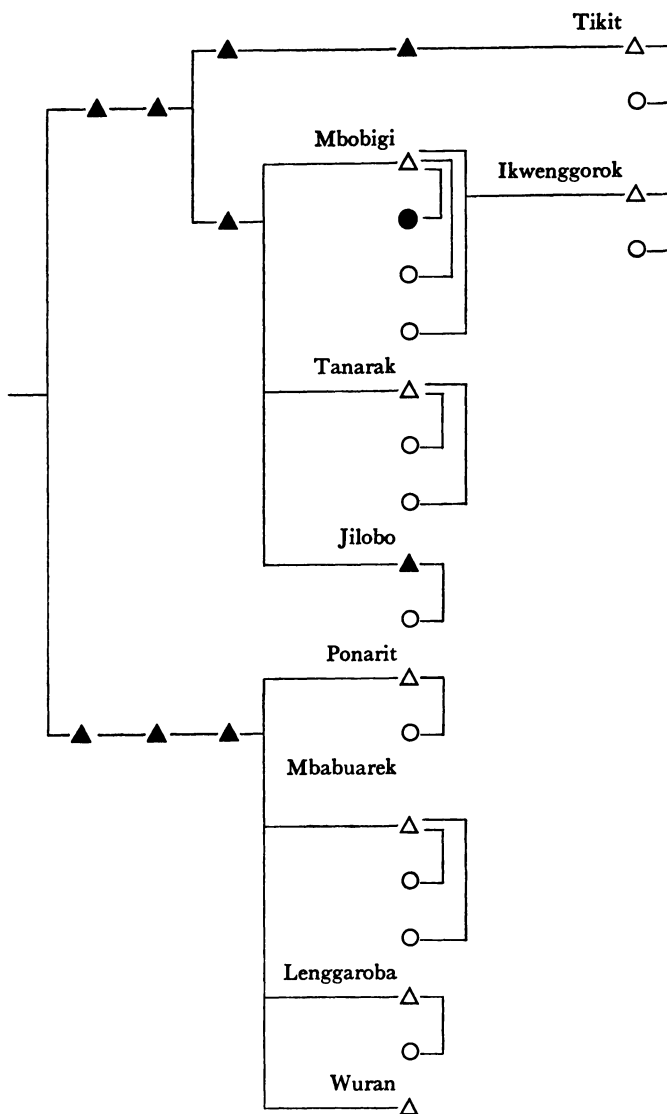 Tikit
Mbobigi
Ikwenggorok
Tanarak
Jilobo
Ponarit
Mbabuarek
Lenggaroba
Wuran